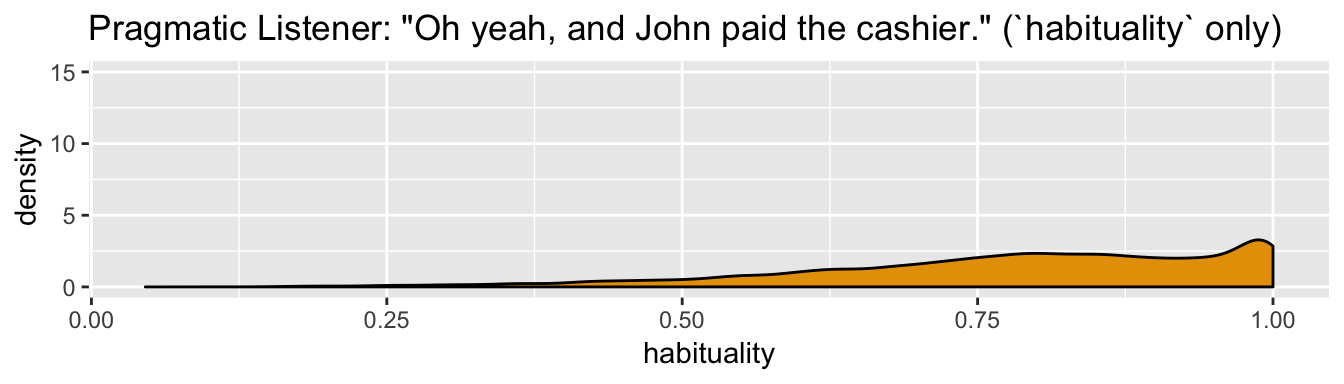 Pragmatic Listener: "Oh yeah, and John paid the cashier." (`habituality` only)
15
10
5
0
density
0.00 0.25 0.50 0.75 1.00
habituality